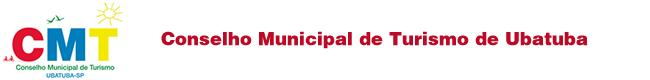 CMT
Conselho Municipal de Turismo
UBATUBA-SP
Conselho Municipal de Turismo de Ubatuba